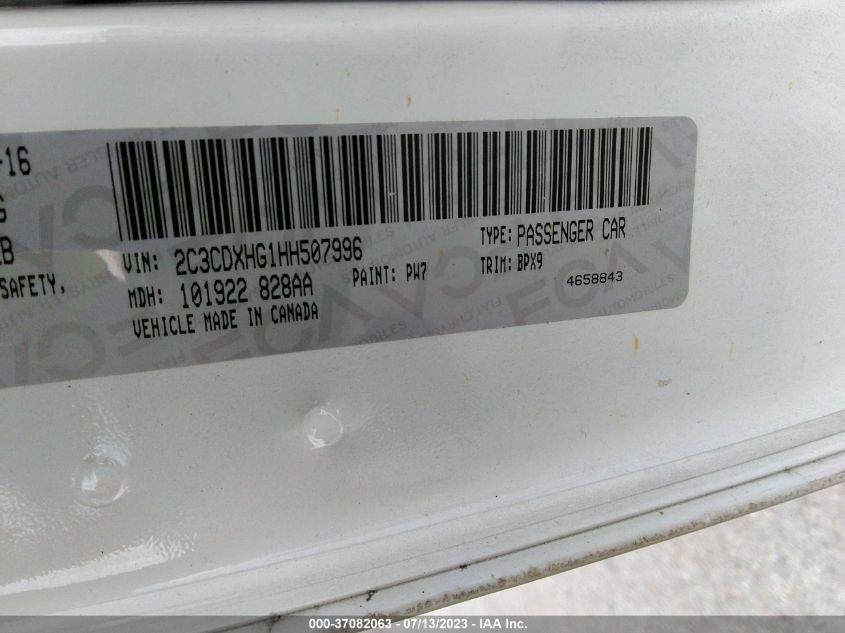 -16
G
LB
SAFETY,
VIN: 2C3CDXHG1HH507996
TYPE: PASSENGER CAR
MDH: 101922 828AA
PAINT: PW7
TRIM: BPX9
VEHICLE MADE IN CANADA
4658843
000-37082063 - 07/13/2023 - IAA Inc.